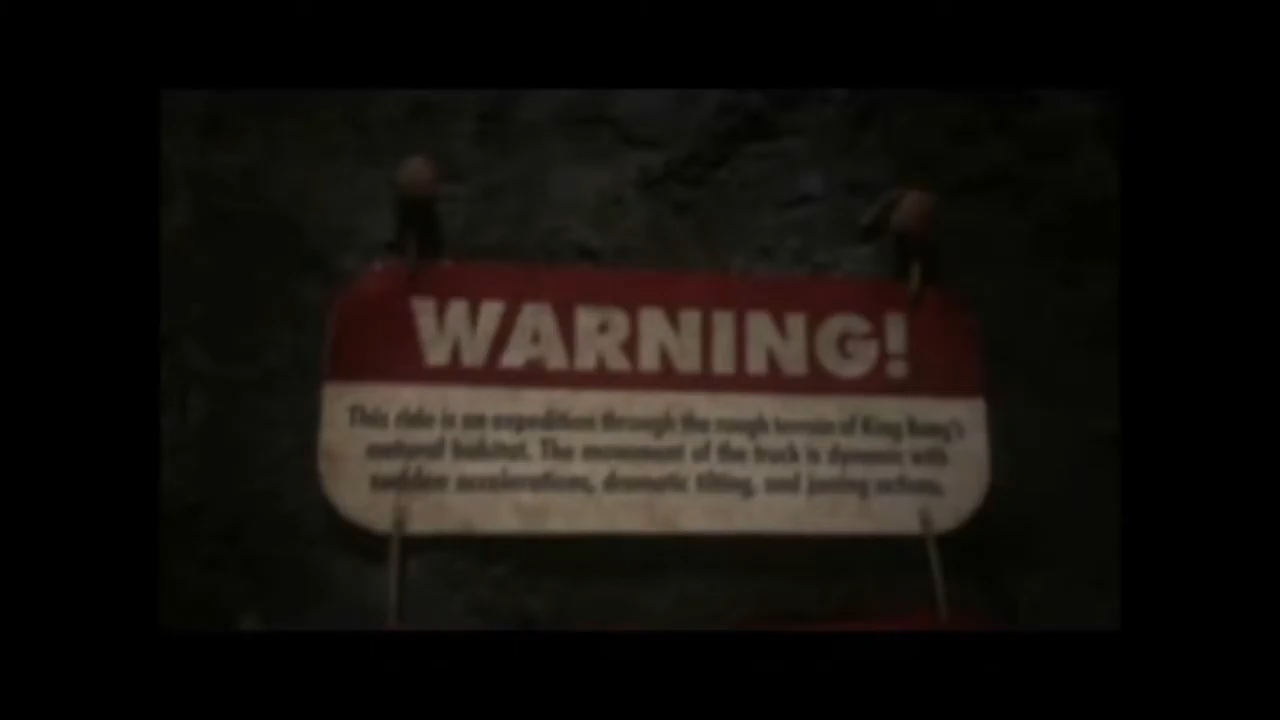 WARNING!
This ride is an expedition through the rough terrain of King Kong's
natural habitat. The movement of the truck is dynamic with
sudden accelerations, dramatic tilting, and jarring actions.